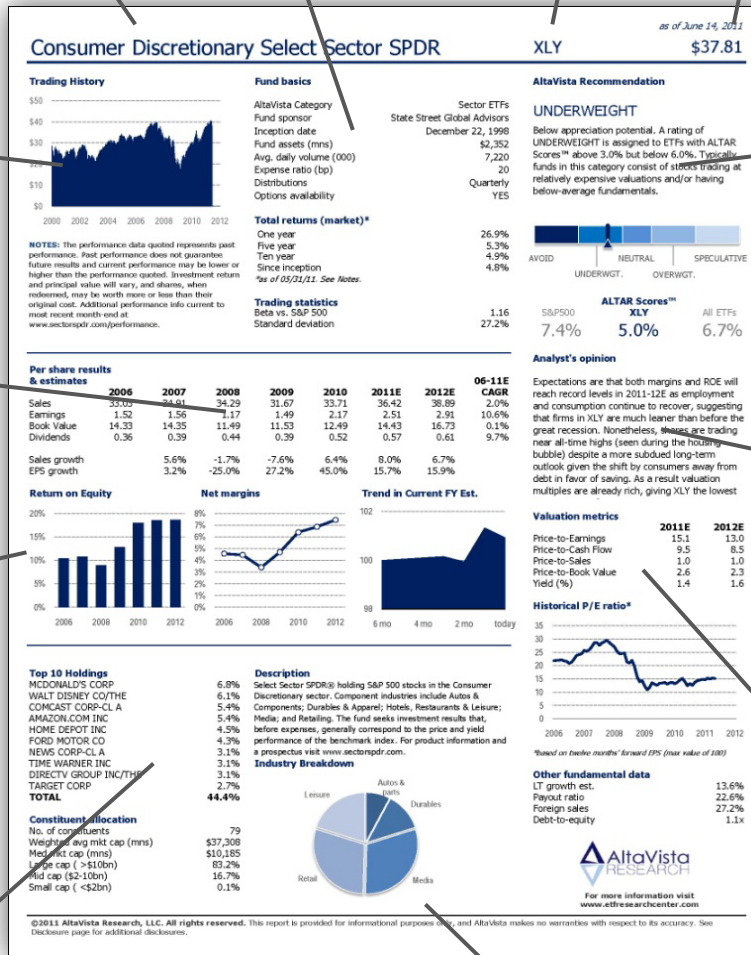 as of June 14, 2011
Consumer Discretionary Select Sector SPDR
XLY
$37.81
Trading History
$50
$40
$30
$20
$10
$0
2000 2002 2004 2006 2008 2010 2012
NOTES: The performance data quoted represents past
performance. Past performance does not guarantee
future results and current performance may be lower or
higher than the performance quoted. Investment return
and principal value will vary, and shares, when
redeemed, may be worth more or less than their
original cost. Additional performance info current to
most recent month-end at
www.sectorspdr.com/performance.
Fund basics
AltaVista Category Sector ETFs
Fund sponsor State Street Global Advisors
Inception date December 22, 1998
Fund assets (mns) $2,352
Avg. daily volume (000) 7,220
Expense ratio (bp) 20
Distributions Quarterly
Options availability YES
Total returns (market)*
One year 26.9%
Five year 5.3%
Ten year 4.9%
Since inception 4.8%
*as of 05/31/11. See Notes.
Trading statistics
Beta vs. S&P 500 1.16
Standard deviation 27.2%
AltaVista Recommendation
UNDERWEIGHT
Below appreciation potential. A rating of
UNDERWEIGHT is assigned to ETFs with ALTAR
Scores™ above 3.0% but below 6.0%. Typically
funds in this category consist of stocks trading at
relatively expensive valuations and/or having
below-average fundamentals.
AVOID NEUTRAL SPECULATIVE
UNDERWGT. OVERWGT.
ALTAR Scores™
S&P500 XLY All ETFs
7.4% 5.0% 6.7%
Analyst's opinion
Expectations are that both margins and ROE will
reach record levels in 2011-12E as employment
and consumption continue to recover, suggesting
that firms in XLY are much leaner than before the
great recession. Nonetheless, shares are trading
near all-time highs (seen during the housing
bubble) despite a more subdued long-term
outlook given the shift by consumers away from
debt in favor of saving. As a result valuation
multiples are already rich, giving XLY the lowest
Per share results
& estimates 2006 2007 2008 2009 2010 2011E 2012E 06-11E CAGR
Sales 33.03 34.91 34.29 31.67 33.71 36.42 38.89 2.0%
Earnings 1.52 1.56 1.17 1.49 2.17 2.51 2.91 10.6%
Book Value 14.33 14.35 11.49 11.53 12.49 14.43 16.73 0.1%
Dividends 0.36 0.39 0.44 0.39 0.52 0.57 0.61 9.7%
Sales growth 5.6% -1.7% -7.6% 6.4% 8.0% 6.7%
EPS growth 3.2% -25.0% 27.2% 45.0% 15.7% 15.9%
Return on Equity
20%
15%
10%
5%
0%
2006 2008 2010 2012
Net margins
8%
7%
6%
5%
4%
3%
2%
1%
0%
2006 2008 2010 2012
Trend in Current FY Est.
102
100
98
6 mo 4 mo 2 mo today
Valuation metrics
2011E 2012E
Price-to-Earnings 15.1 13.0
Price-to-Cash Flow 9.5 8.5
Price-to-Sales 1.0 1.0
Price-to-Book Value 2.6 2.3
Yield (%) 1.4 1.6
Historical P/E ratio*
35
30
25
20
15
10
5
0
2006 2007 2008 2009 2010 2011 2012
*based on twelve months' forward EPS (max value of 100)
Top 10 Holdings
MCDONALD'S CORP 6.8%
WALT DISNEY CO/THE 6.1%
COMCAST CORP-CL A 5.4%
AMAZON.COM INC 5.4%
HOME DEPOT INC 4.5%
FORD MOTOR CO 4.3%
NEWS CORP-CL A 3.1%
TIME WARNER INC 3.1%
DIRECTV GROUP INC/THE 3.1%
TARGET CORP 2.7%
TOTAL 44.4%
Constituent allocation
No. of constituents 79
Weighted avg mkt cap (mns) $37,308
Med mkt cap (mns) $10,185
Large cap ( >$10bn) 83.2%
Mid cap ($2-10bn) 16.7%
Small cap ( <$2bn) 0.1%
Description
Select Sector SPDR® holding S&P 500 stocks in the Consumer
Discretionary sector. Component industries include Autos &
Components; Durables & Apparel; Hotels, Restaurants & Leisure;
Media; and Retailing. The fund seeks investment results that,
before expenses, generally correspond to the price and yield
performance of the benchmark index. For product information and
a prospectus visit www.sectorspdr.com.
Industry Breakdown
Autos &
parts
Durables
Media
Retail
Leisure
Other fundamental data
LT growth est. 13.6%
Payout ratio 22.6%
Foreign sales 27.2%
Debt-to-equity 1.1x
AltaVista
RESEARCH
For more information visit
www.etfresearchcenter.com
©2011 AltaVista Research, LLC. All rights reserved. This report is provided for informational purposes only, and AltaVista makes no warranties with respect to its accuracy. See
Disclosure page for additional disclosures.